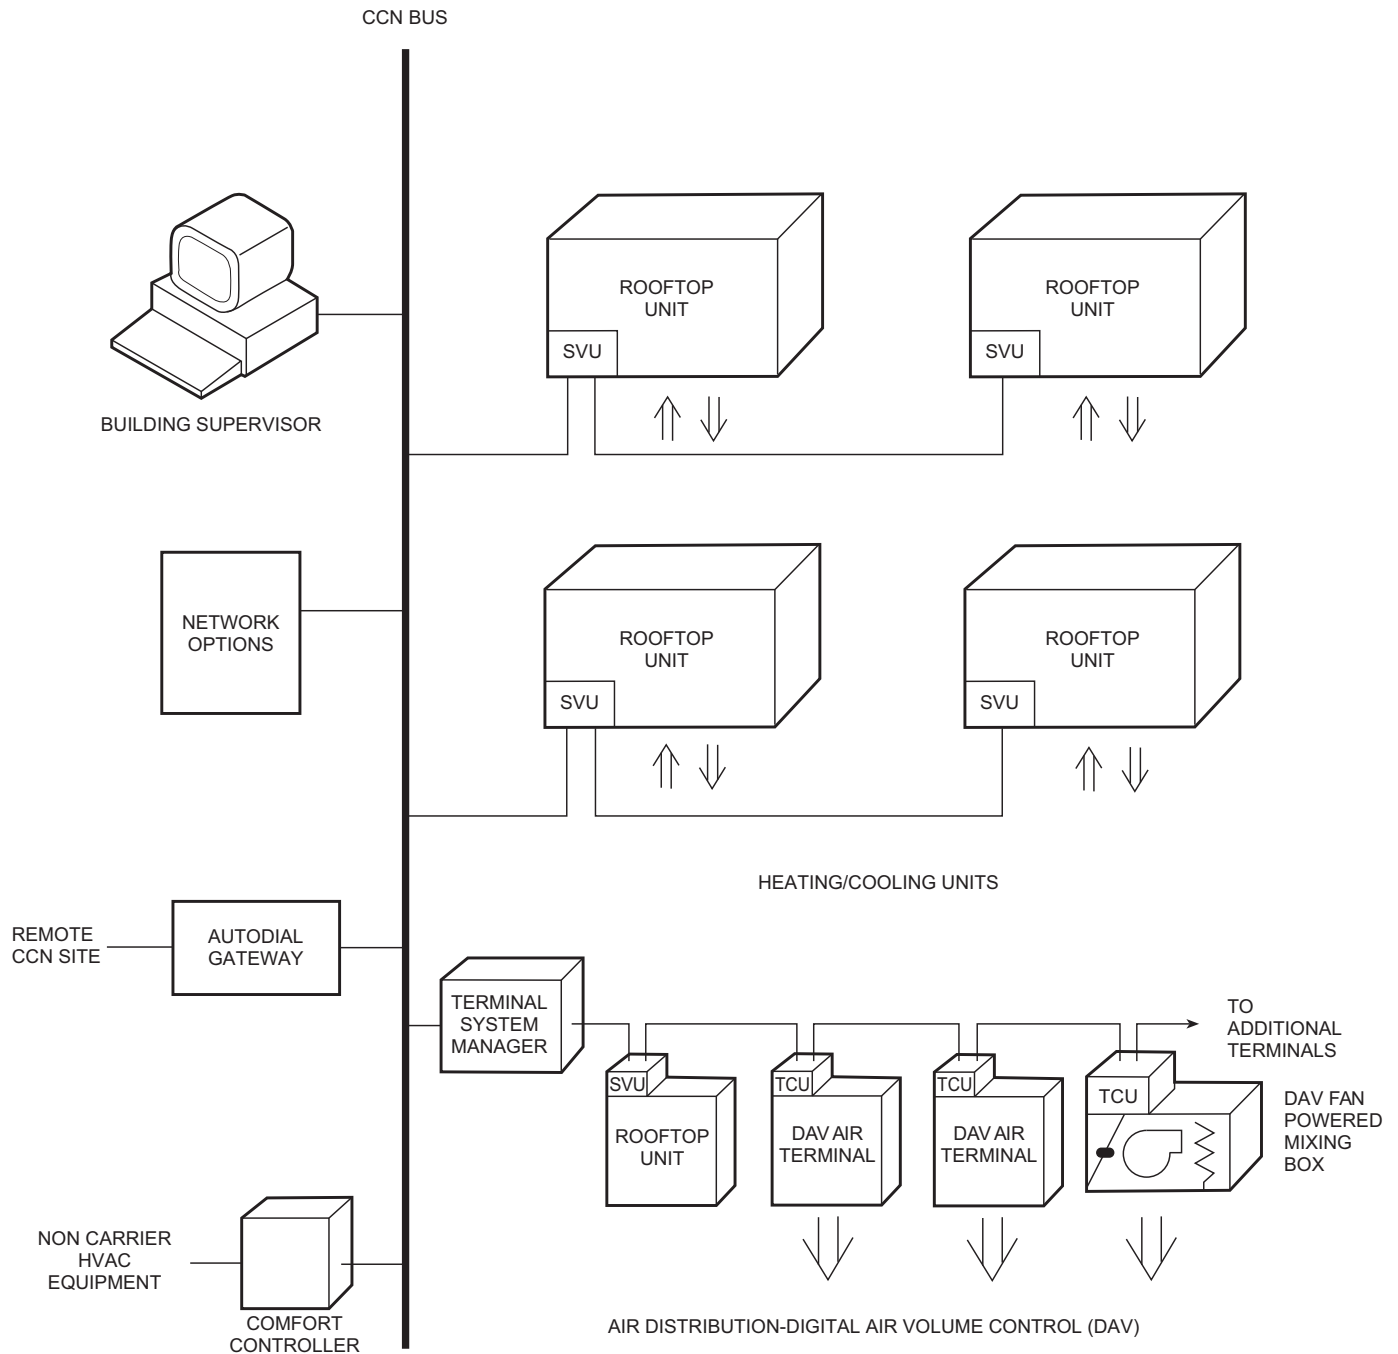 CCN BUS
BUILDING SUPERVISOR
ROOFTOP
UNIT
SVU
ROOFTOP
UNIT
SVU
NETWORK
OPTIONS
ROOFTOP
UNIT
SVU
ROOFTOP
UNIT
SVU
HEATING/COOLING UNITS
REMOTE
CCN SITE
AUTODIAL
GATEWAY
TERMINAL
SYSTEM
MANAGER
SVU
ROOFTOP
UNIT
TCU
DAV AIR
TERMINAL
TCU
DAV AIR
TERMINAL
TCU
TO
ADDITIONAL
TERMINALS
DAV FAN
POWERED
MIXING
BOX
NON CARRIER
HVAC
EQUIPMENT
COMFORT
CONTROLLER
AIR DISTRIBUTION-DIGITAL AIR VOLUME CONTROL (DAV)